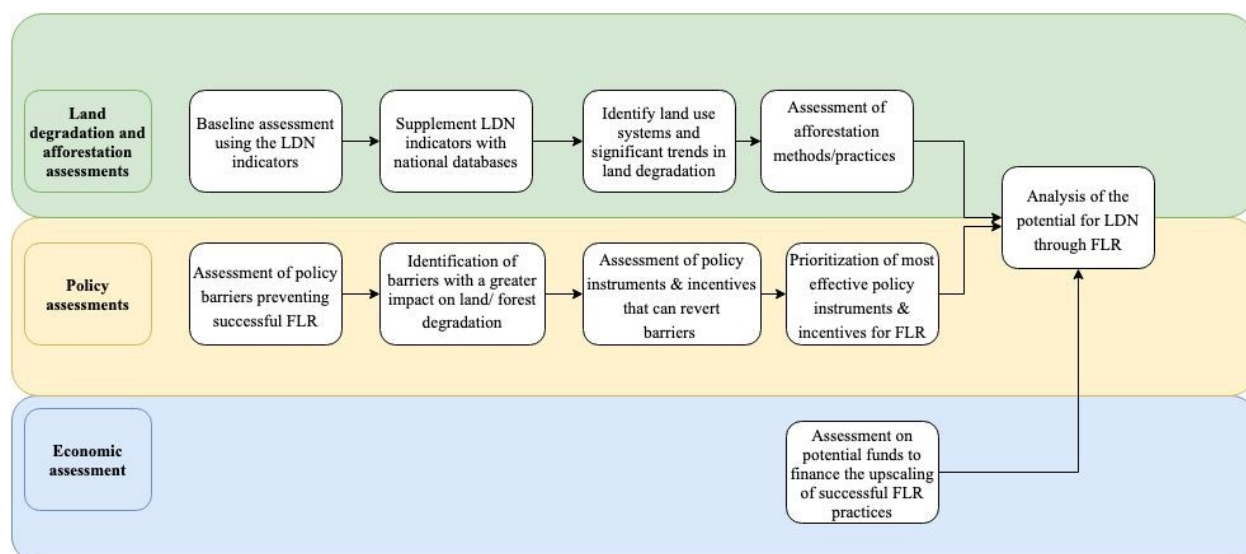 Land
degradation and
afforestation
assessments
Baseline assessment
using the LDN
indicators
Supplement LDN
indicators with
national databases
Identify land use
systems and
significant trends in
land degradation
Assessment of
afforestation
methods/practices
Analysis of the
potential for LDN
through FLR
Policy
assessments
Assessment of policy
barriers preventing
successful FLR
Identification of
barriers with a greater
impact on land/ forest
degradation
Assessment of policy
instruments & incentives
that can revert
barriers
Prioritization of most
effective policy
instruments &
incentives for FLR
Economic
assessment
Assessment on
potential funds to
finance the upscaling
of successful FLR
practices